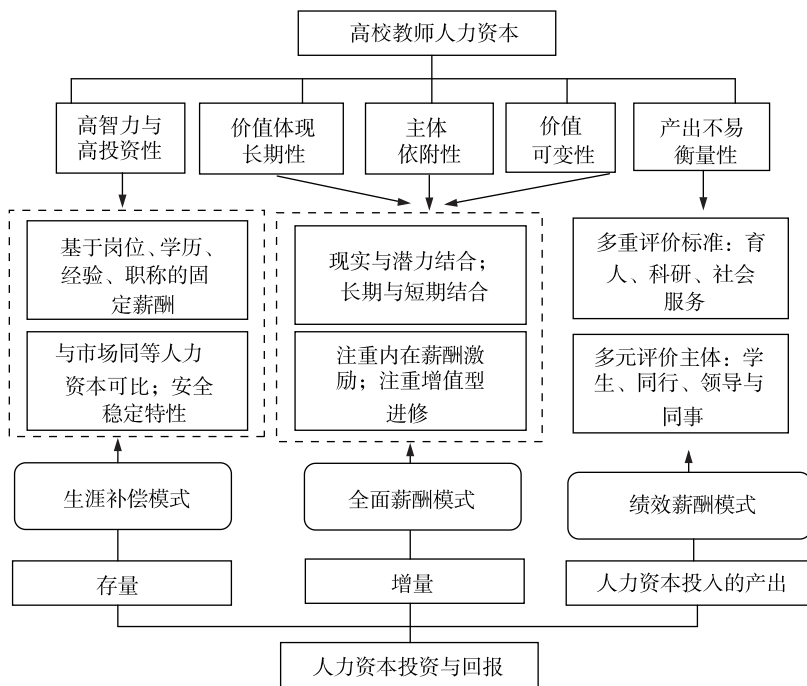 高校教师人力资本
高智力与
高投资性
价值体现
长期性
主体
依附性
价值
可变性
产出不易
衡量性
基于岗位、学历、
经验、职称的固
定薪酬
与市场同等人力
资本可比；安全
稳定特性
现实与潜力结合；
长期与短期结合
注重内在薪酬激
励；注重增值型
进修
多重评价标准：育
人、科研、社会
服务
多元评价主体：学
生、同行、领导与
同事
生涯补偿模式
全面薪酬模式
绩效薪酬模式
存量
增量
人力资本投入的产出
人力资本投资与回报